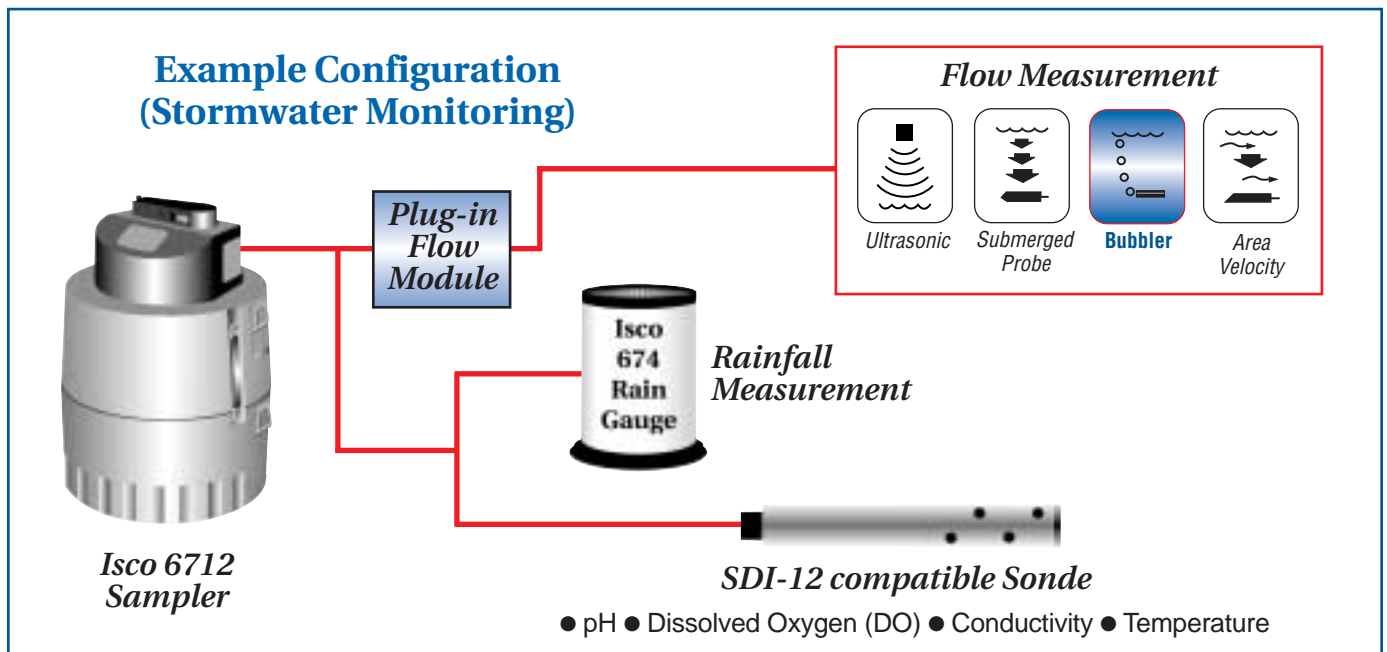 Example Configuration
(Stormwater Monitoring)
Flow Measurement
Ultrasonic
Submerged
Probe
Bubbler
Area
Velocity
Plug-in
Flow
Module
Isco
674
Rain
Gauge
Rainfall
Measurement
Isco 6712
Sampler
SDI-12 compatible Sonde
● pH ● Dissolved Oxygen (DO) ● Conductivity ● Temperature